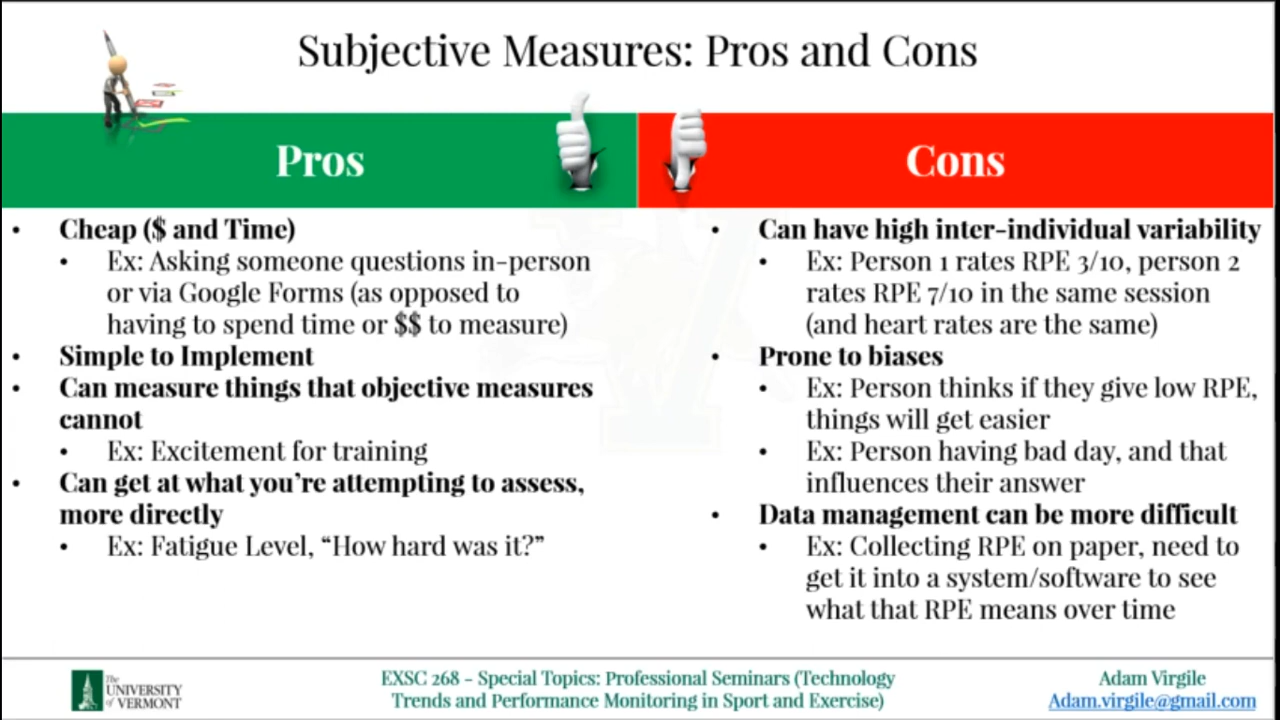 Subjective Measures: Pros and Cons
Pros
• Cheap ($ and Time)
• Ex: Asking someone questions in-person
or via Google Forms (as opposed to
having to spend time or $$ to measure)
• Simple to Implement
• Can measure things that objective measures
cannot
• Ex: Excitement for training
• Can get at what you’re attempting to assess,
more directly
• Ex: Fatigue Level, “How hard was it?”
Cons
• Can have high inter-individual variability
• Ex: Person 1 rates RPE 3/10, person 2
rates RPE 7/10 in the same session
(and heart rates are the same)
• Prone to biases
• Ex: Person thinks if they give low RPE,
things will get easier
• Ex: Person having bad day, and that
influences their answer
• Data management can be more difficult
• Ex: Collecting RPE on paper, need to
get it into a system/software to see
what that RPE means over time
The
UNIVERSITY
of VERMONT
EXSC 268 – Special Topics: Professional Seminars (Technology
Trends and Performance Monitoring in Sport and Exercise)
Adam Virgile
Adam.virgile@gmail.com